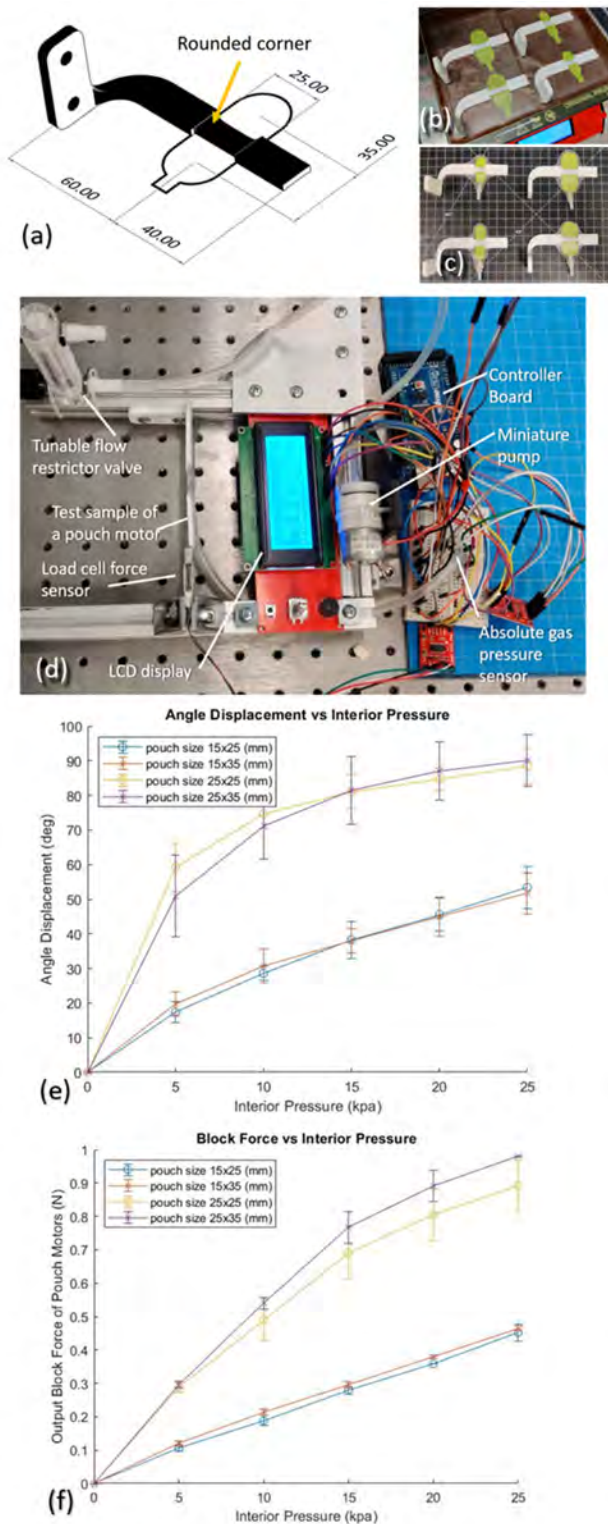 (a)
Rounded corner
25.00
35.00
60.00
40.00
(b)
(c)
Tunable flow
restrictor valve
Test sample of
a pouch motor
Load cell force
sensor
LCD display
Controller
Board
Miniature
pump
Absolute gas
pressure
sensor
(d)
Angle Displacement vs Interior Pressure
pouch size 15x25 (mm)
pouch size 15x35 (mm)
pouch size 25x25 (mm)
pouch size 25x35 (mm)
Angle Displacement (deg)
100
90
80
70
60
50
40
30
20
10
0
0 5 10 15 20 25
Interior Pressure (kpa)
(e)
Block Force vs Interior Pressure
pouch size 15x25 (mm)
pouch size 15x35 (mm)
pouch size 25x25 (mm)
pouch size 25x35 (mm)
Output Block Force of Pouch Motors (N)
1
0.9
0.8
0.7
0.6
0.5
0.4
0.3
0.2
0.1
0
0 5 10 15 20 25
Interior Pressure (kpa)
(f)